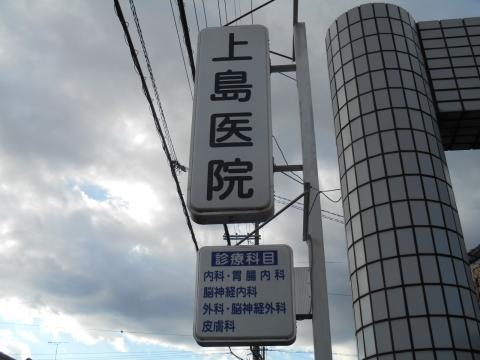 上島医院
診療科目
内科・胃腸内科
脳神経内科
外科・脳神経外科
皮膚科